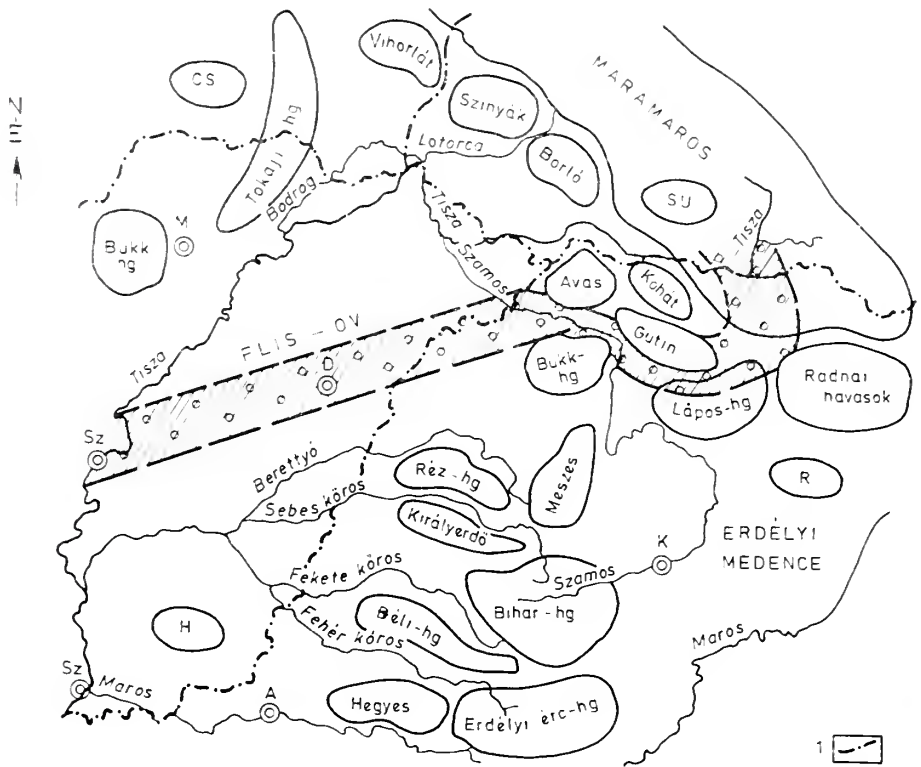 Vihorlát
MARAMAROS
CS
Szinyák
É-N
Tokaji hg
Latorca
Borló
Bodrog
SU
Tisza
Tisza
M
Bükk
hg
Szamos
Avas
Kőhát
FLIS - ÖV
Gutin
Tisza
D
Bükk-
hg
Radnai
havasok
Lápos-hg
Sz
Berettyó
Réz-hg
R
Meszes
Sebes körös
Királyerdő
ERDÉLYI
MEDENCE
K
Fekete körös
Szamos
Bihar-hg
H
Béli-hg
Fehér körös
Maros
Sz
Maros
A
Hegyes
Erdélyi érc-hg
1